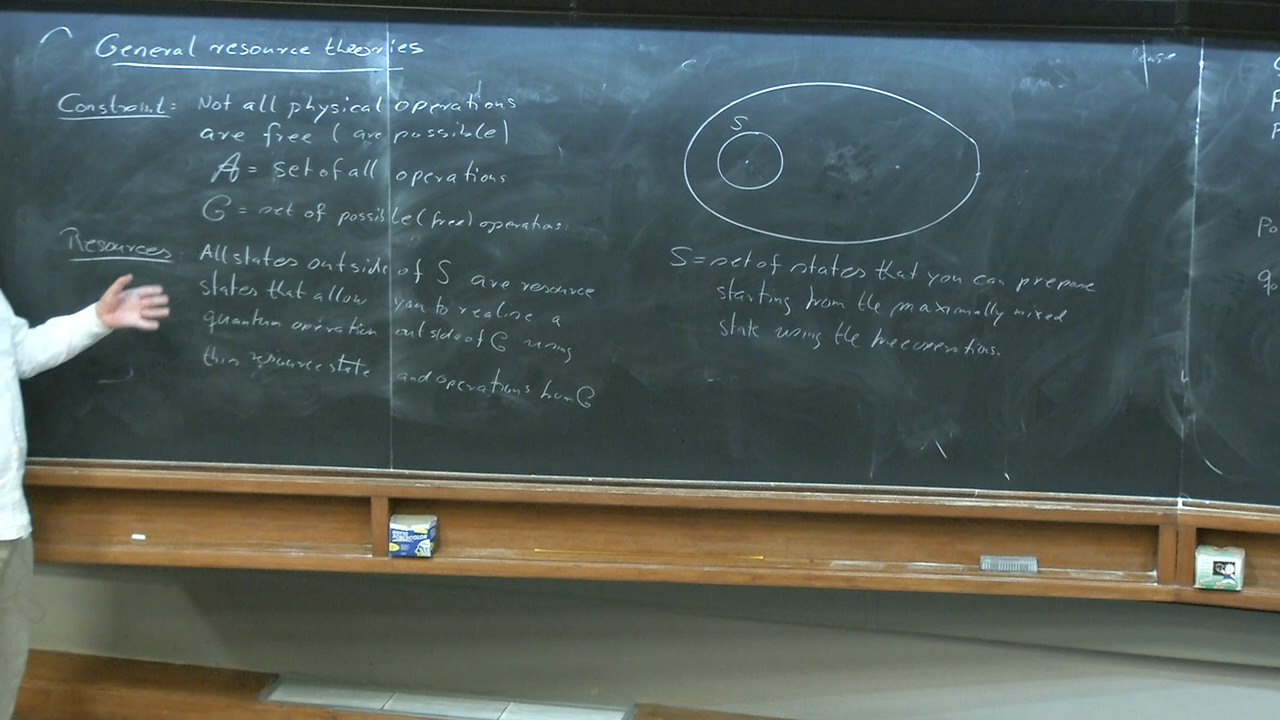 General resource theories
Constraint: Not all physical operations
are free (are possible)
A = set of all operations
G = set of possible (free) operations
Resources: All states outside of S are resource
states that allow you to realize a
quantum operation outside of G using
this resource state and operations from G
S
S = set of states that you can prepare
starting from the maximally mixed
state using the free operations.
Po